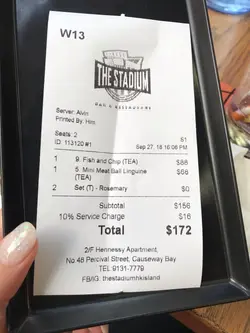 W13
THE STADIUM
BAR & RESTAURANT
Server: Alvin
Printed By: Him
Seats: 2 S1
ID: 113120 #1 Sep 27, 18 16:06 PM
1 9. Fish and Chip (TEA) $88
1 5. Mini Meat Ball Linguine (TEA) $68
2 Set (T) - Rosemary $0
Subtotal $156
10% Service Charge $16
Total $172
2/F Hennessy Apartment,
No 48 Percival Street, Causeway Bay
TEL 9131-7779
FB/IG: thestadiumhkisland